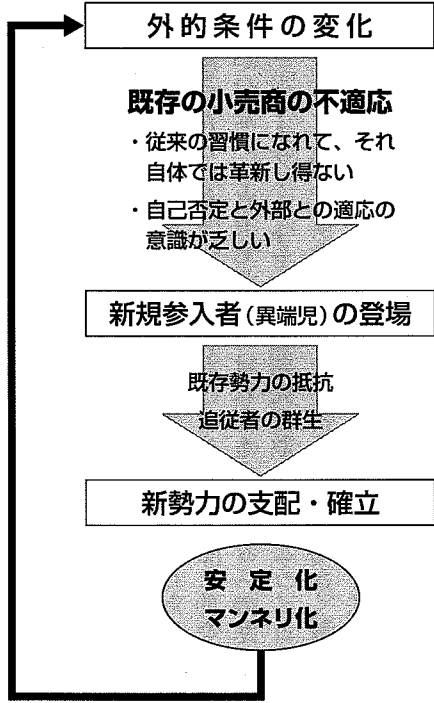 外的条件の変化
既存の小売商の不適応
・従来の習慣になれて、それ
自体では革新し得ない
・自己否定と外部との適応の
意識が乏しい
新規参入者(異端児)の登場
既存勢力の抵抗
追従者の群生
新勢力の支配・確立
安定化
マンネリ化